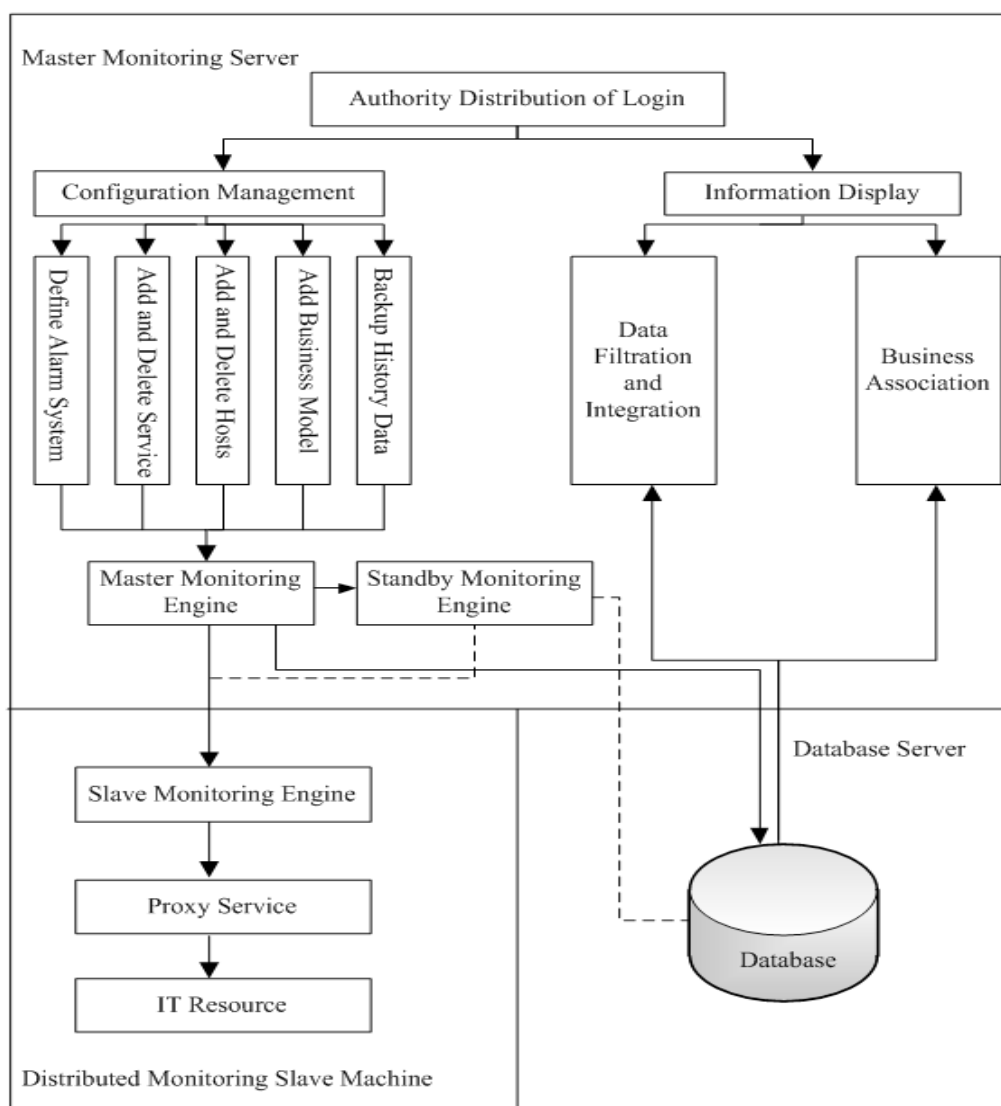 Master Monitoring Server
Authority Distribution of Login
Configuration Management
Information Display
Define Alarm System
Add and Delete Service
Add and Delete Hosts
Add Business Model
Backup History Data
Data
Filtration
and
Integration
Business
Association
Master Monitoring
Engine
Standby Monitoring
Engine
Database Server
Slave Monitoring Engine
Proxy Service
Database
IT Resource
Distributed Monitoring Slave Machine